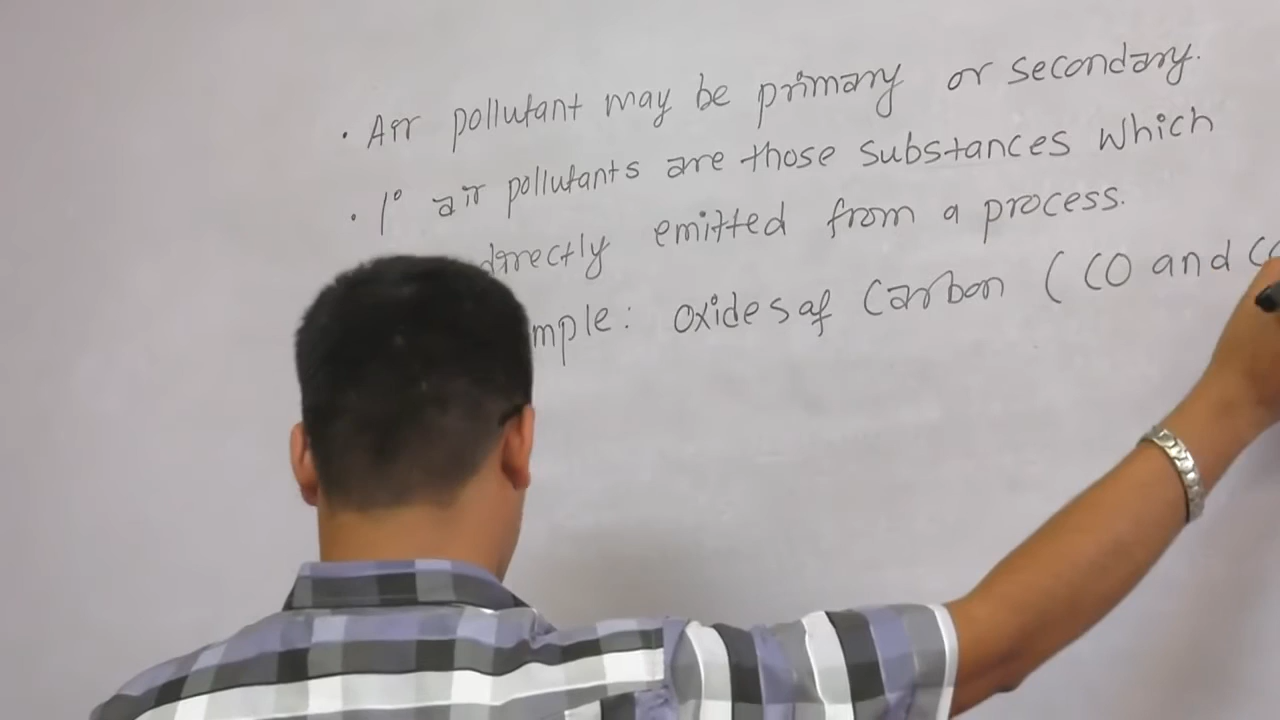 · Air pollutant may be primary or secondary.
· 1° air pollutants are those substances which
directly emitted from a process.
mple: oxides of Carbon ( CO and